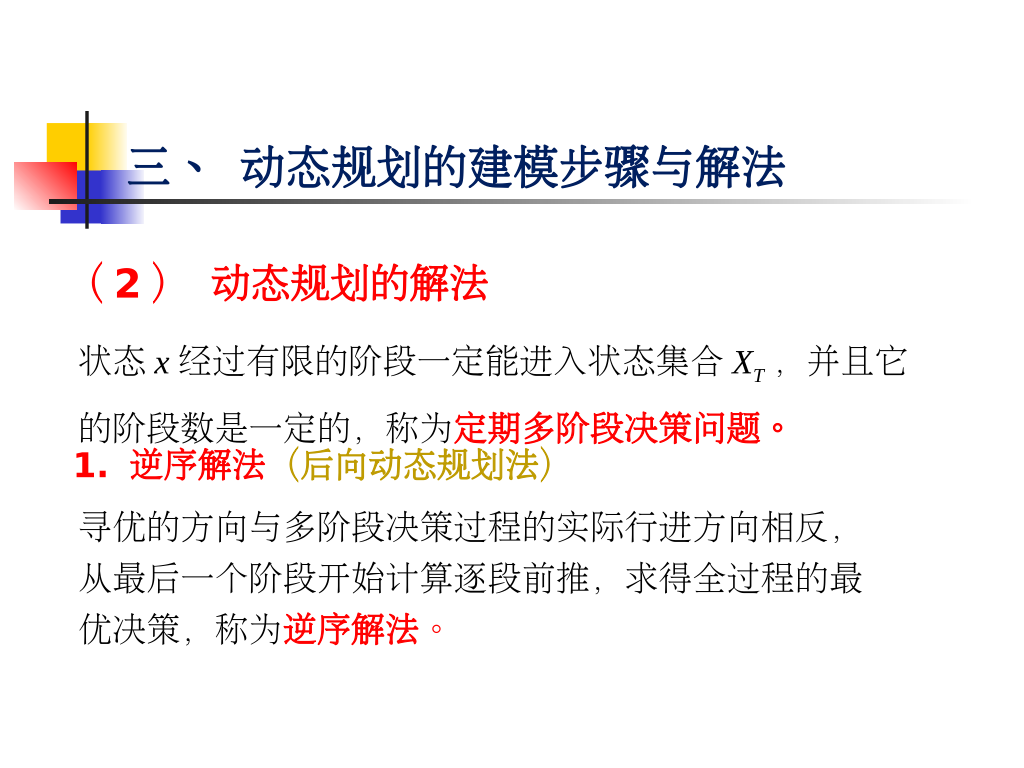 三、 动态规划的建模步骤与解法
（2） 动态规划的解法
状态 x 经过有限的阶段一定能进入状态集合 X_T ，并且它
的阶段数是一定的，称为定期多阶段决策问题。
1. 逆序解法（后向动态规划法）
寻优的方向与多阶段决策过程的实际行进方向相反，
从最后一个阶段开始计算逐段前推，求得全过程的最
优决策，称为逆序解法。